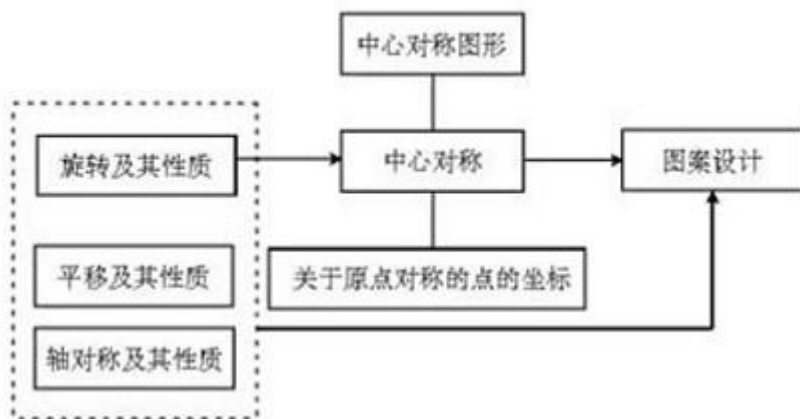 中心对称图形
旋转及其性质
中心对称
图案设计
平移及其性质
关于原点对称的点的坐标
轴对称及其性质